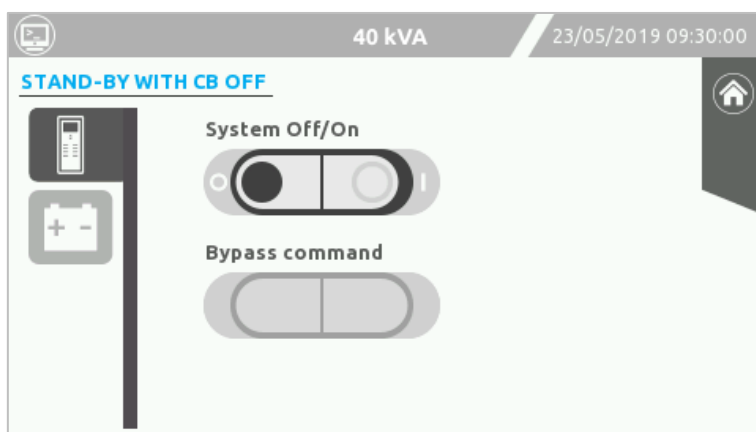 40 kVA
23/05/2019 09:30:00
STAND-BY WITH CB OFF
System Off/On
Bypass command